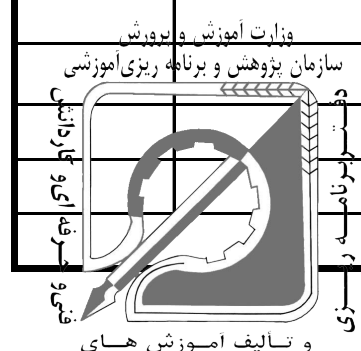 وزارت آموزش و پرورش
سازمان پژوهش و برنامه ریزی‌آموزشی
دفتر برنامه ریزی
و تألیف آموزش های
فنی و حرفه ای و کاردانش